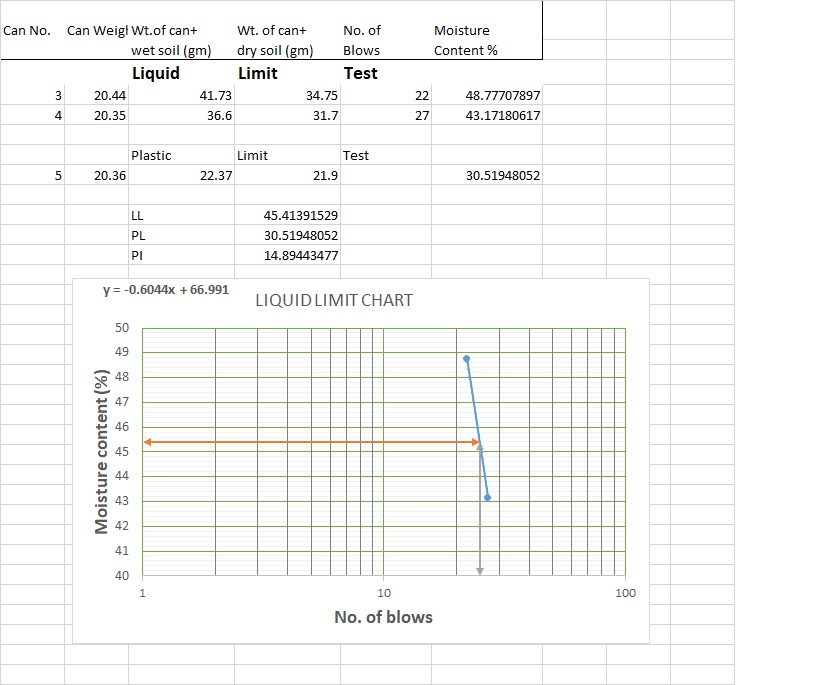 Can No. Can Weigl Wt.of can+ Wt. of can+ No. of Moisture
wet soil (gm) dry soil (gm) Blows Content %
Liquid Limit Test
3 20.44 41.73 34.75 22 48.77707897
4 20.35 36.6 31.7 27 43.17180617
Plastic Limit Test
5 20.36 22.37 21.9 30.51948052
LL 45.41391529
PL 30.51948052
PI 14.89443477
y = -0.6044x + 66.991
LIQUID LIMIT CHART
50
49
48
47
46
45
44
43
42
41
40
Moisture content (%)
1 10 100
No. of blows